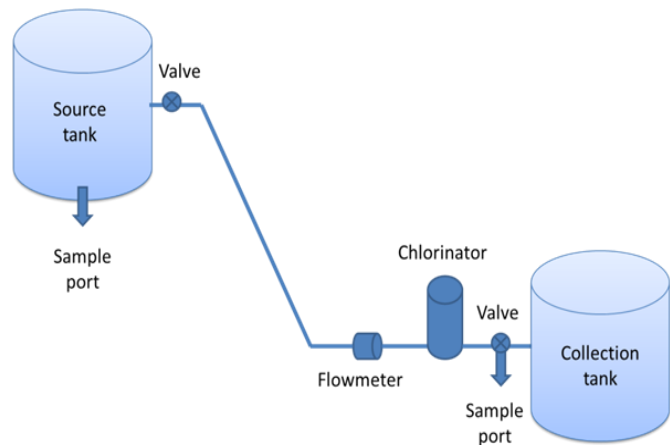 Valve
Source
tank
Sample
port
Chlorinator
Valve
Flowmeter
Collection
tank
Sample
port